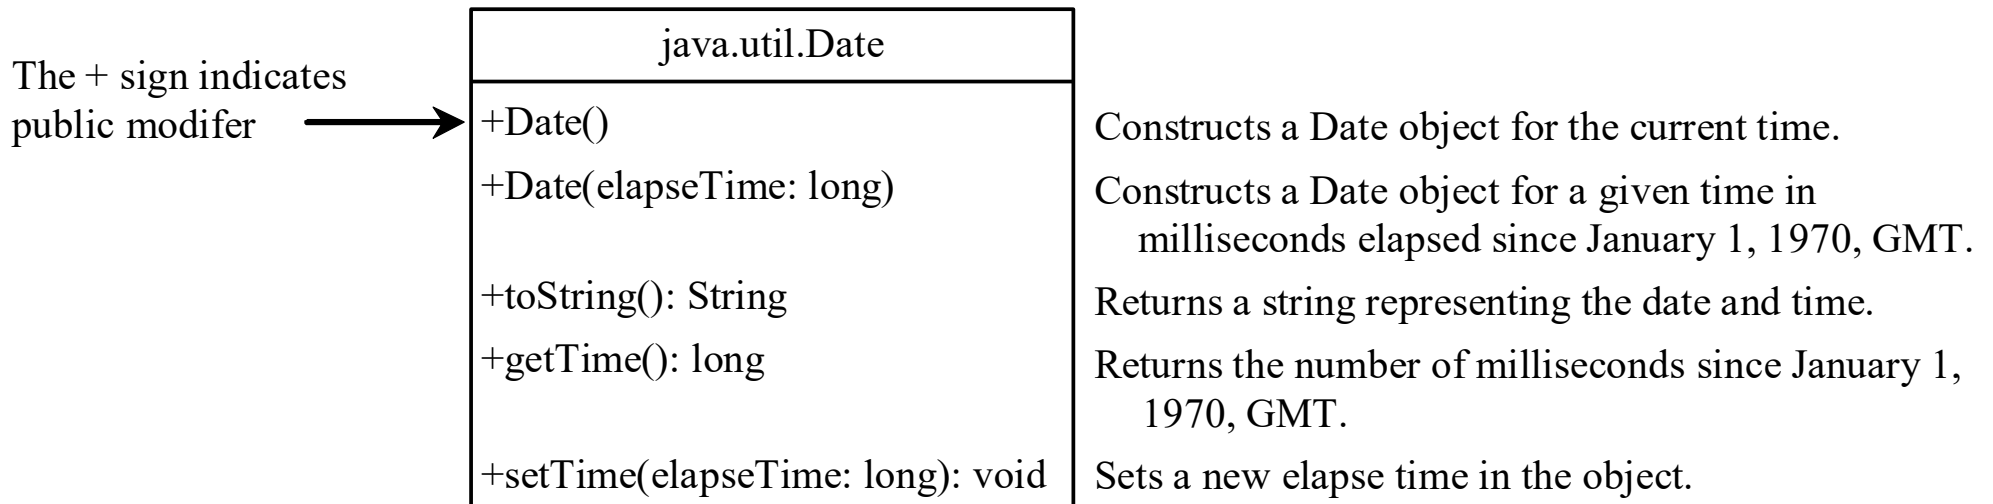 java.util.Date
The + sign indicates
public modifer
+Date()
Constructs a Date object for the current time.
+Date(elapseTime: long)
Constructs a Date object for a given time in
milliseconds elapsed since January 1, 1970, GMT.
+toString(): String
Returns a string representing the date and time.
+getTime(): long
Returns the number of milliseconds since January 1,
1970, GMT.
+setTime(elapseTime: long): void
Sets a new elapse time in the object.